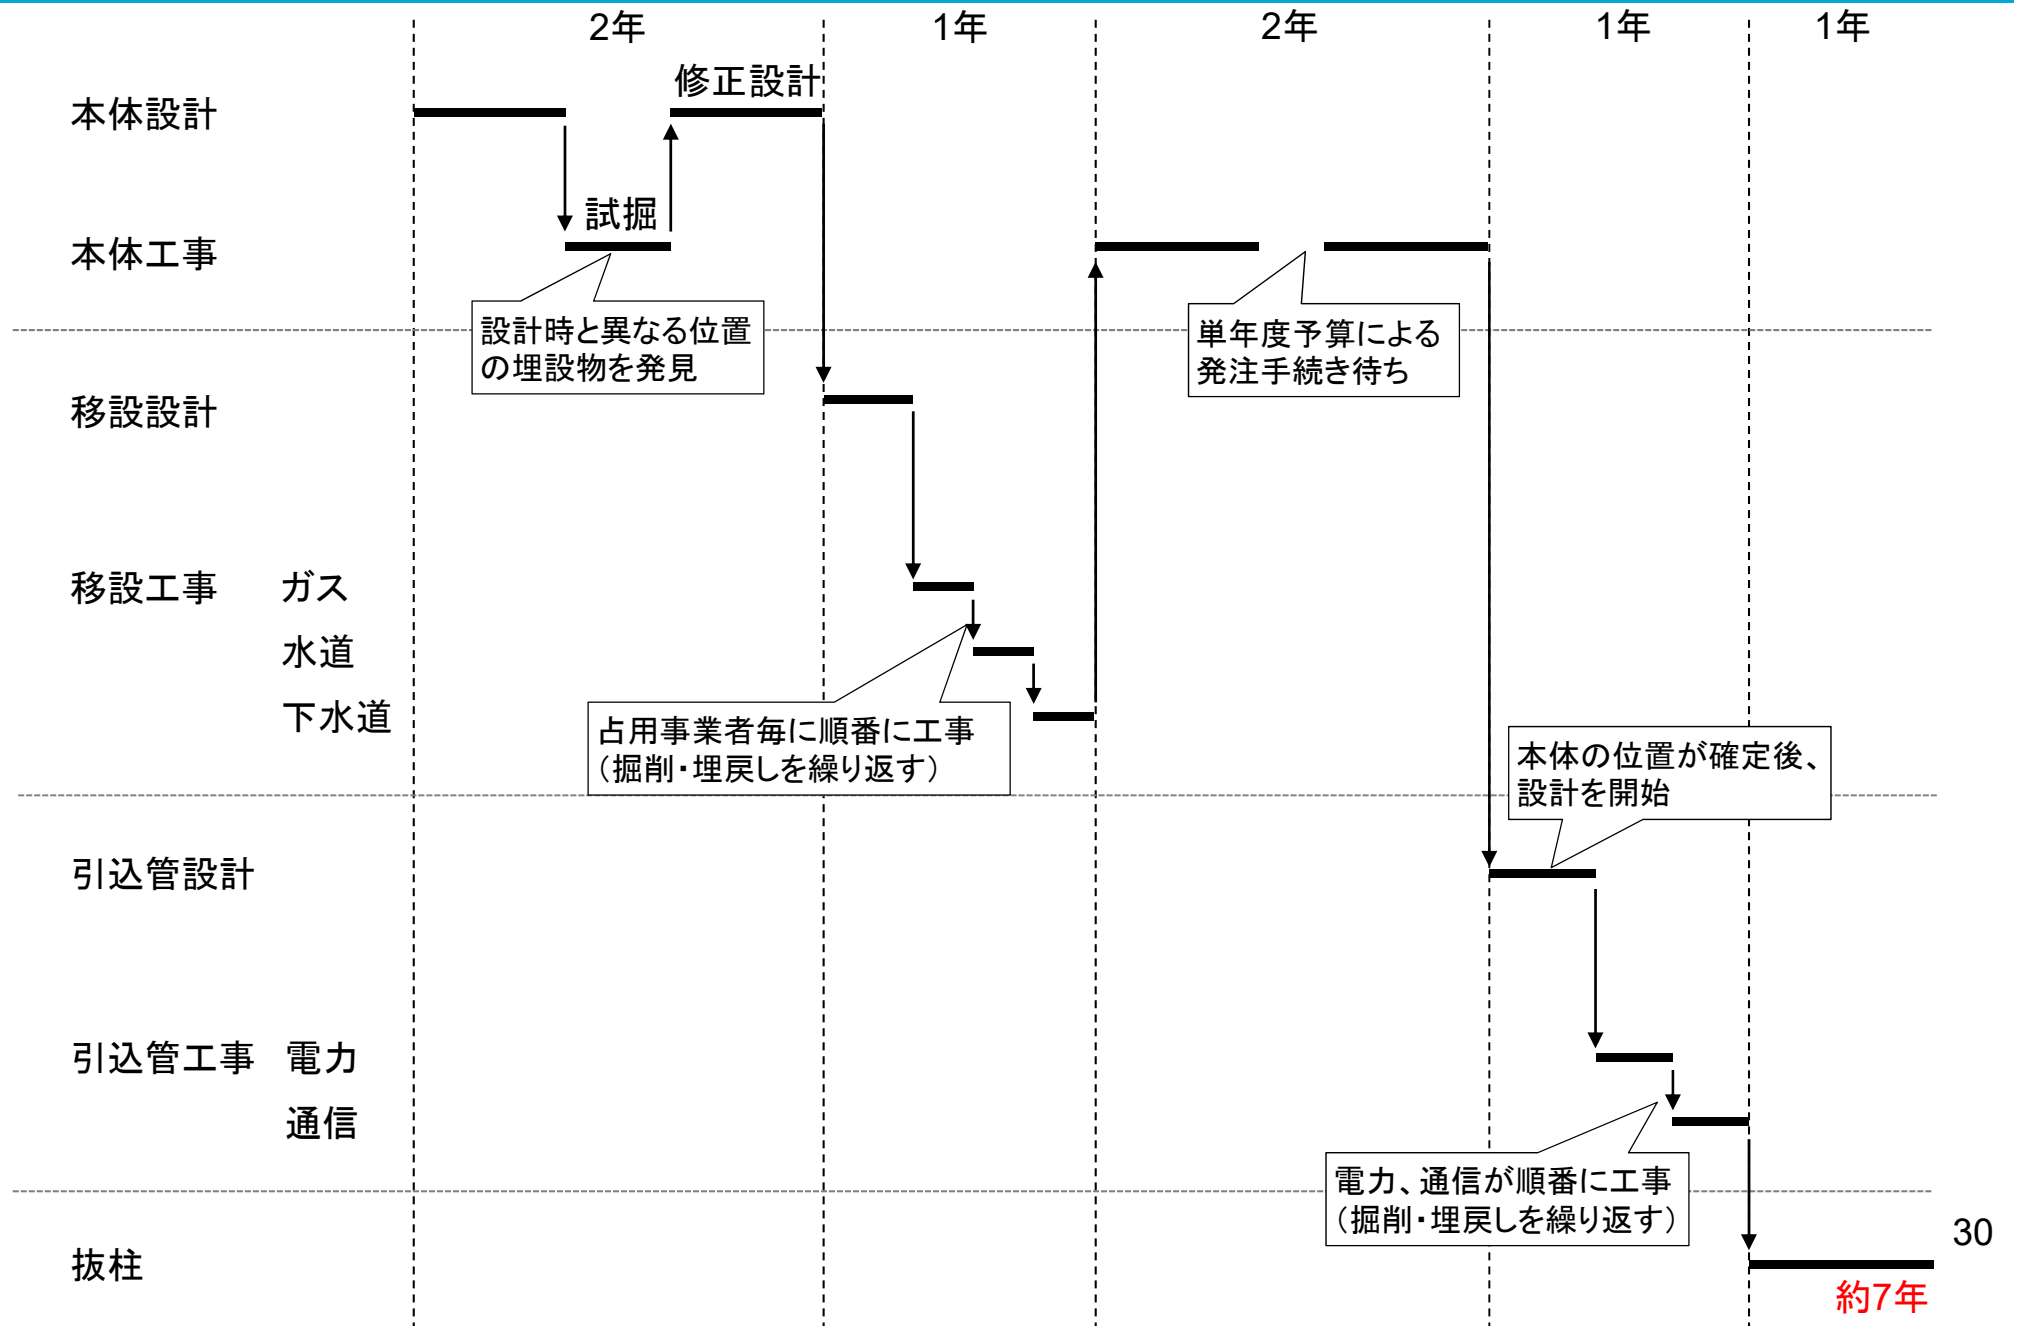 2年 1年 2年 1年 1年
修正設計
本体設計
試掘
本体工事
設計時と異なる位置
の埋設物を発見
単年度予算による
発注手続き待ち
移設設計
移設工事 ガス
水道
下水道
占用事業者毎に順番に工事
（掘削・埋戻しを繰り返す）
本体の位置が確定後、
設計を開始
引込管設計
引込管工事 電力
通信
電力、通信が順番に工事
（掘削・埋戻しを繰り返す）
30
抜柱
約7年